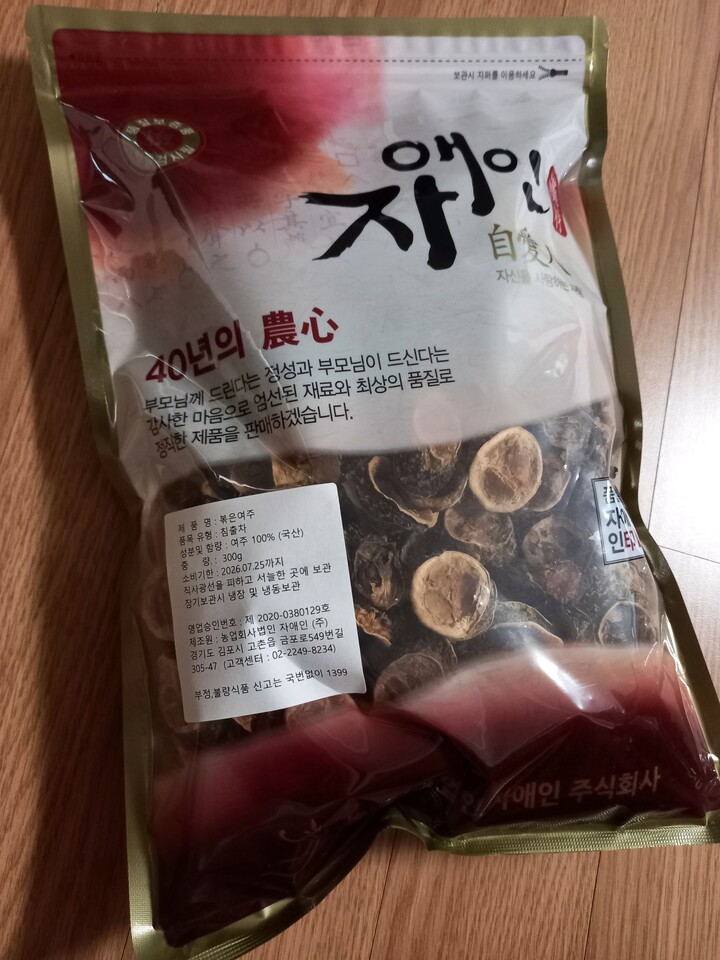 보관시 지퍼를 이용하세요
자애인
自愛人
자신을 사랑하는
40년의 農心
부모님께 드린다는 정성과 부모님이 드신다는
감사한 마음으로 엄선된 재료와 최상의 품질로
정직한 제품을 판매하겠습니다.
제 품 명 : 볶은여주
품목 유형 : 침출차
성분및 함량 : 여주 100% (국산)
중 량 : 300g
소비기한 : 2026.07.25까지
직사광선을 피하고 서늘한 곳에 보관
장기보관시 냉장 및 냉동보관
영업승인번호 : 제 2020-0380129호
제조원 : 농업회사법인 자애인 (주)
경기도 김포시 고촌읍 금포로549번길
305-47 (고객센터 : 02-2249-8234)
부정,불량식품 신고는 국번없이 1399
자애인 주식회사